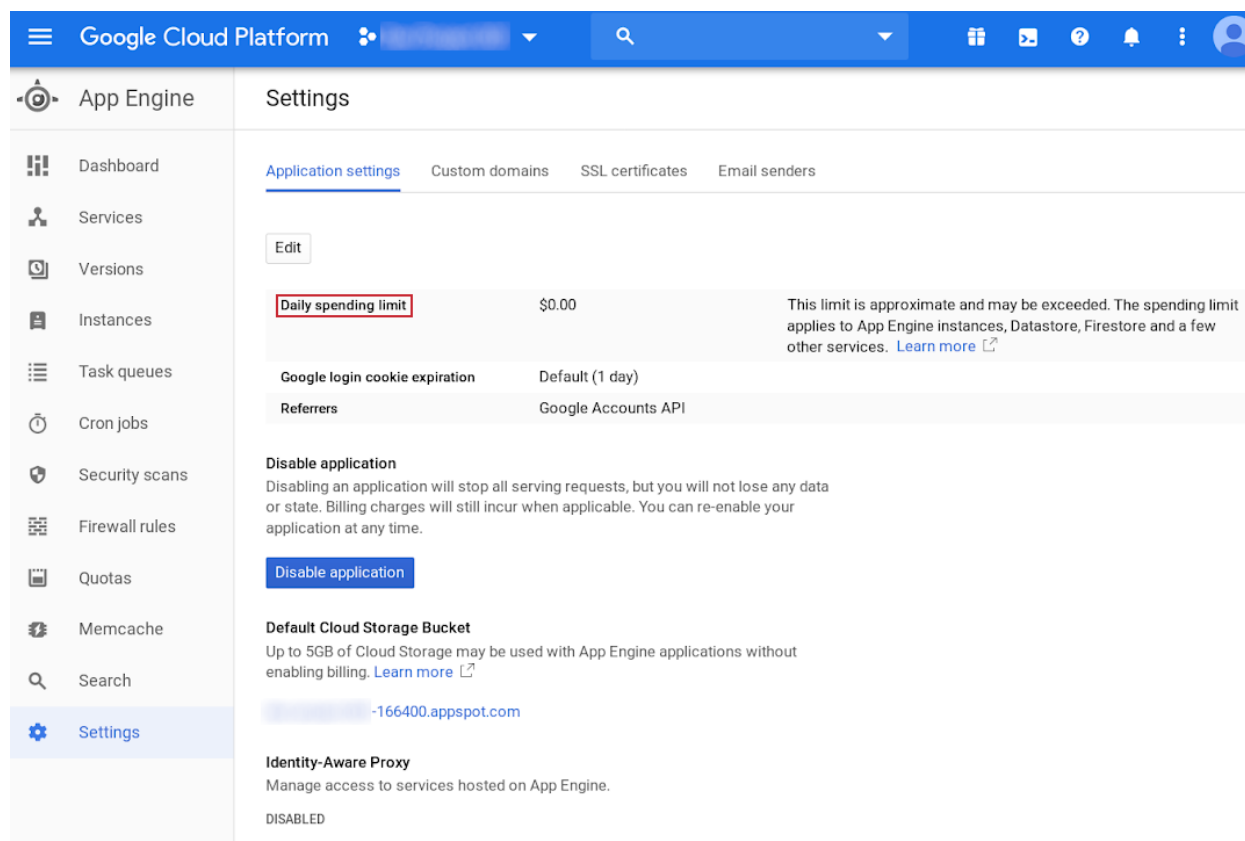 Google Cloud Platform
App Engine
Settings
Dashboard
Services
Versions
Instances
Task queues
Cron jobs
Security scans
Firewall rules
Quotas
Memcache
Search
Settings
Application settings Custom domains SSL certificates Email senders
Edit
Daily spending limit $0.00 This limit is approximate and may be exceeded. The spending limit
applies to App Engine instances, Datastore, Firestore and a few
other services. Learn more
Google login cookie expiration Default (1 day)
Referrers Google Accounts API
Disable application
Disabling an application will stop all serving requests, but you will not lose any data
or state. Billing charges will still incur when applicable. You can re-enable your
application at any time.
Disable application
Default Cloud Storage Bucket
Up to 5GB of Cloud Storage may be used with App Engine applications without
enabling billing. Learn more
-166400.appspot.com
Identity-Aware Proxy
Manage access to services hosted on App Engine.
DISABLED